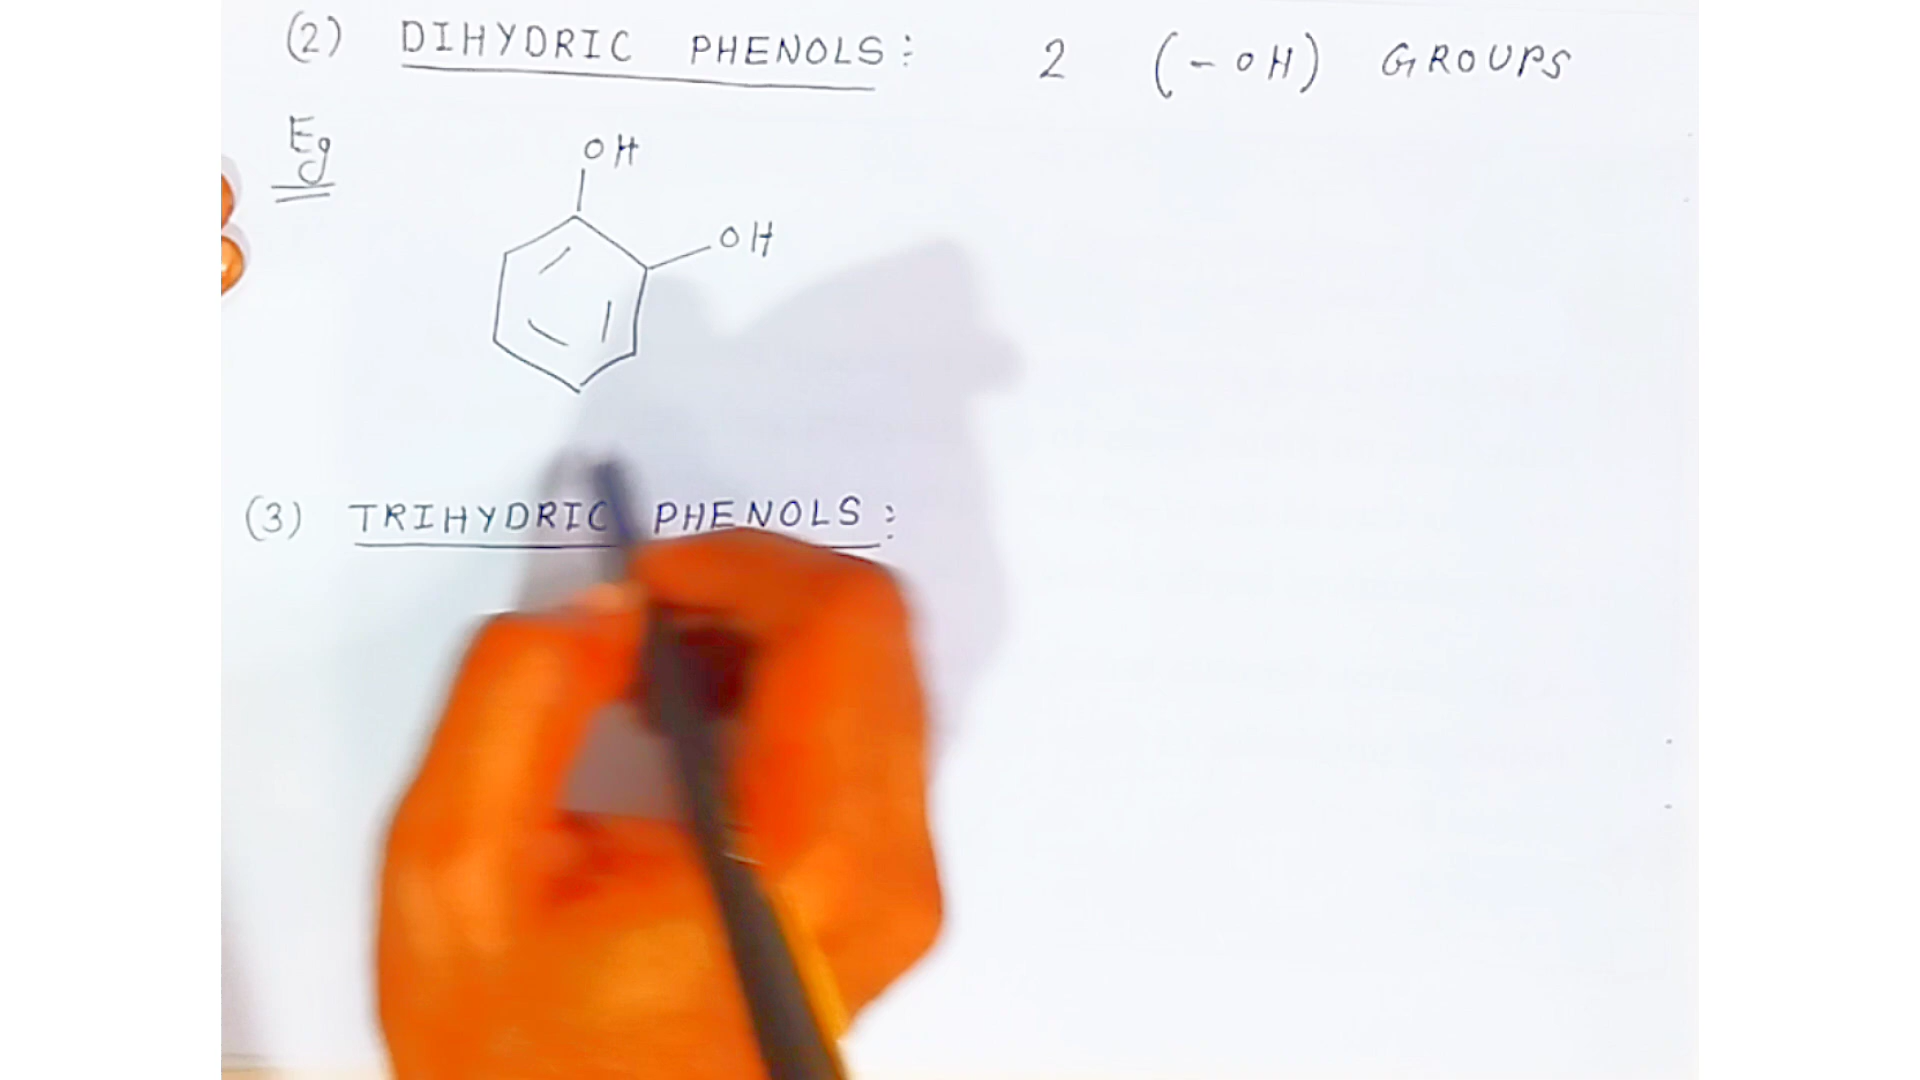 (2) DIHYDRIC PHENOLS: 2 (-OH) GROUPS
Eg
OH
OH
(3) TRIHYDRIC PHENOLS: